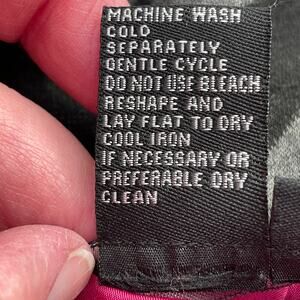 MACHINE WASH
COLD
SEPARATELY
GENTLE CYCLE
DO NOT USE BLEACH
RESHAPE AND
LAY FLAT TO DRY
COOL IRON
IF NECESSARY OR
PREFERABLE DRY
CLEAN